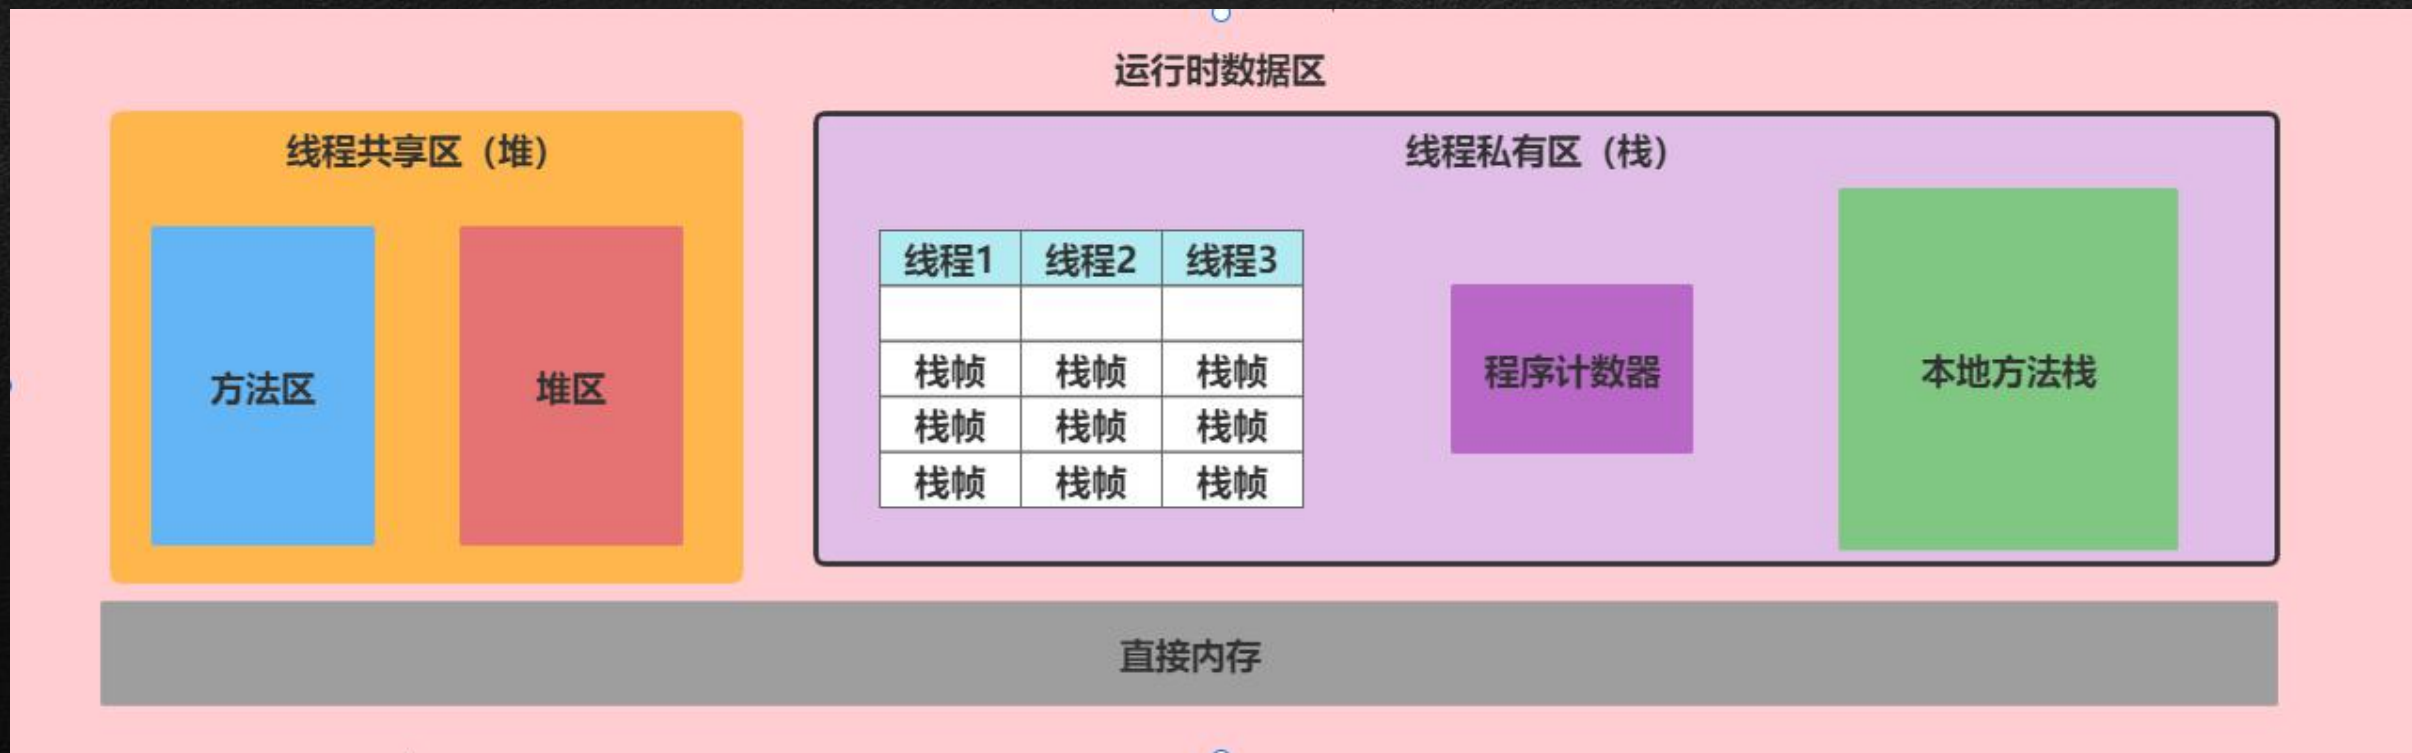 运行时数据区
线程共享区（堆）
方法区
堆区
线程私有区（栈）
线程1 线程2 线程3
栈帧 栈帧 栈帧
栈帧 栈帧 栈帧
栈帧 栈帧 栈帧
程序计数器
本地方法栈
直接内存